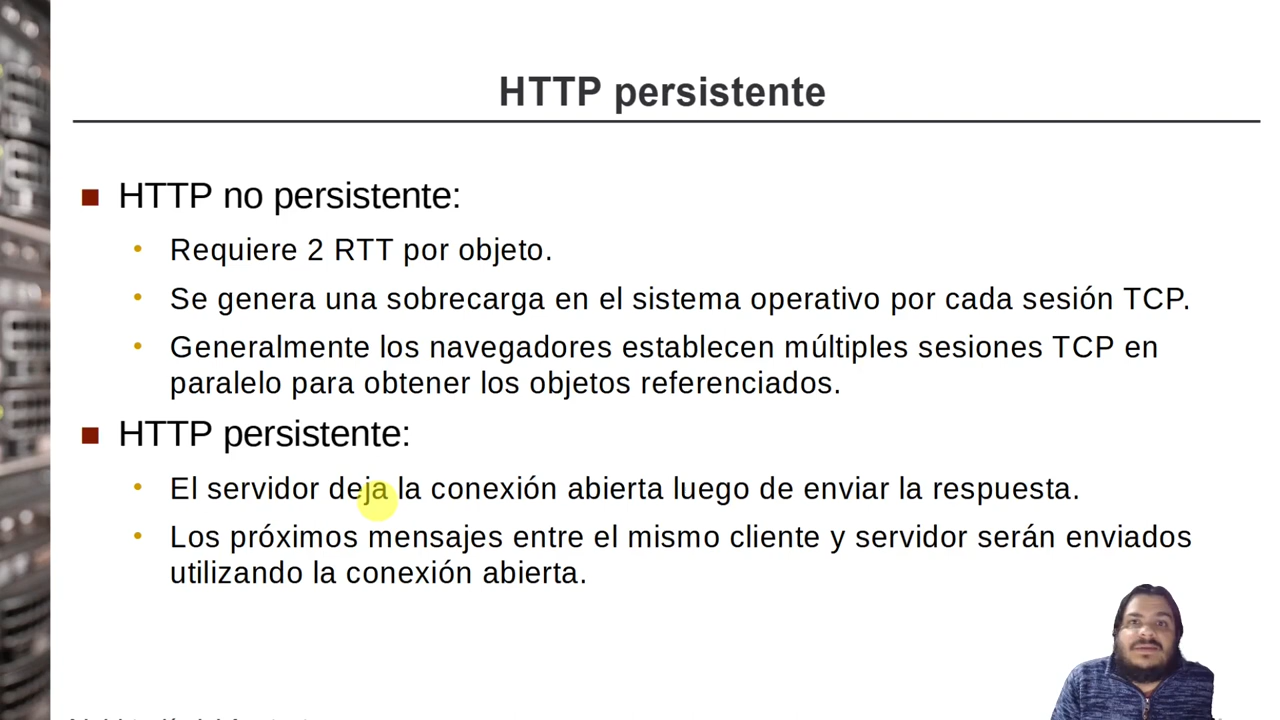 HTTP persistente
HTTP no persistente:
Requiere 2 RTT por objeto.
Se genera una sobrecarga en el sistema operativo por cada sesión TCP.
Generalmente los navegadores establecen múltiples sesiones TCP en
paralelo para obtener los objetos referenciados.
HTTP persistente:
El servidor deja la conexión abierta luego de enviar la respuesta.
Los próximos mensajes entre el mismo cliente y servidor serán enviados
utilizando la conexión abierta.